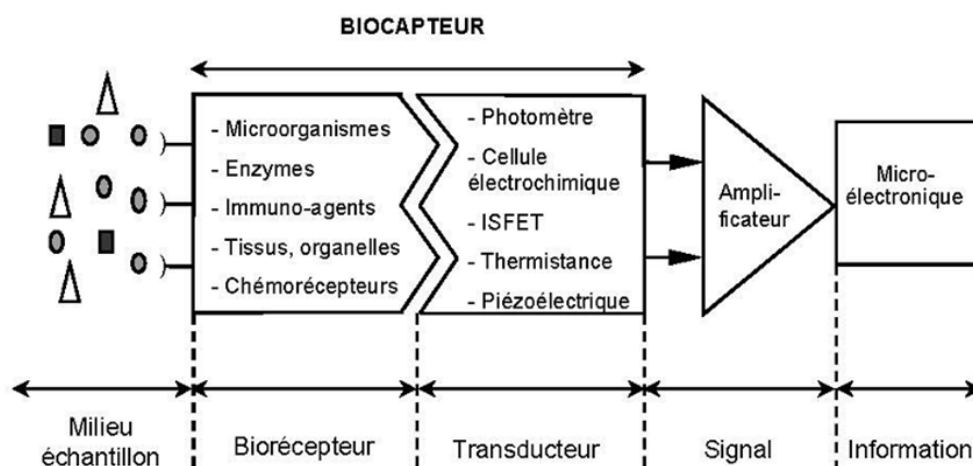 BIOCAPTEUR
- Microorganismes
- Enzymes
- Immuno-agents
- Tissus, organelles
- Chémorécepteurs
- Photomètre
- Cellule
électrochimique
- ISFET
- Thermistance
- Piézoélectrique
Ampli-
ficateur
Micro-
électronique
Milieu
échantillon
Biorécepteur
Transducteur
Signal
Information